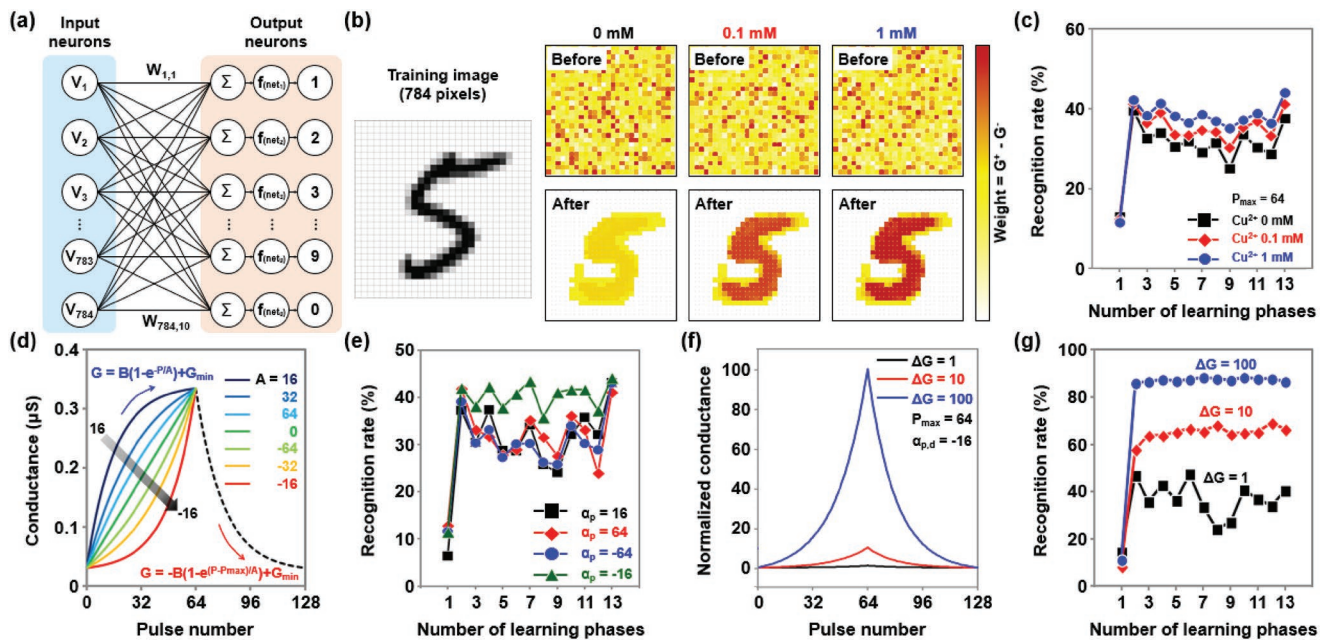 (a)
Input neurons
Output neurons
V1
V2
V3
⋮
V783
V784
W1,1
W784,10
Σ f(net1) 1
Σ f(net2) 2
Σ 3
⋮ ⋮ ⋮
Σ 9
Σ 0
(b)
Training image
(784 pixels)
0 mM
0.1 mM
1 mM
Before
Before
Before
After
After
After
Weight = G+ - G-
(c)
Recognition rate (%)
60
40
20
0
Pmax = 64
Cu2+ 0 mM
Cu2+ 0.1 mM
Cu2+ 1 mM
1 3 5 7 9 11 13
Number of learning phases
(d)
Conductance (µS)
0.4
0.3
0.2
0.1
0.0
G = B(1-e-P/A)+Gmin
A = 16
32
64
0
-64
-32
-16
16
-16
G = -B(1-e(P-Pmax)/A)+Gmin
0 32 64 96 128
Pulse number
(e)
Recognition rate (%)
50
40
30
20
10
0
αp = 16
αp = 64
αp = -64
αp = -16
1 3 5 7 9 11 13
Number of learning phases
(f)
Normalized conductance
100
80
60
40
20
0
ΔG = 1
ΔG = 10
ΔG = 100
Pmax = 64
αp,d = -16
0 32 64 96 128
Pulse number
(g)
Recognition rate (%)
100
80
60
40
20
0
ΔG = 100
ΔG = 10
ΔG = 1
1 3 5 7 9 11 13
Number of learning phases